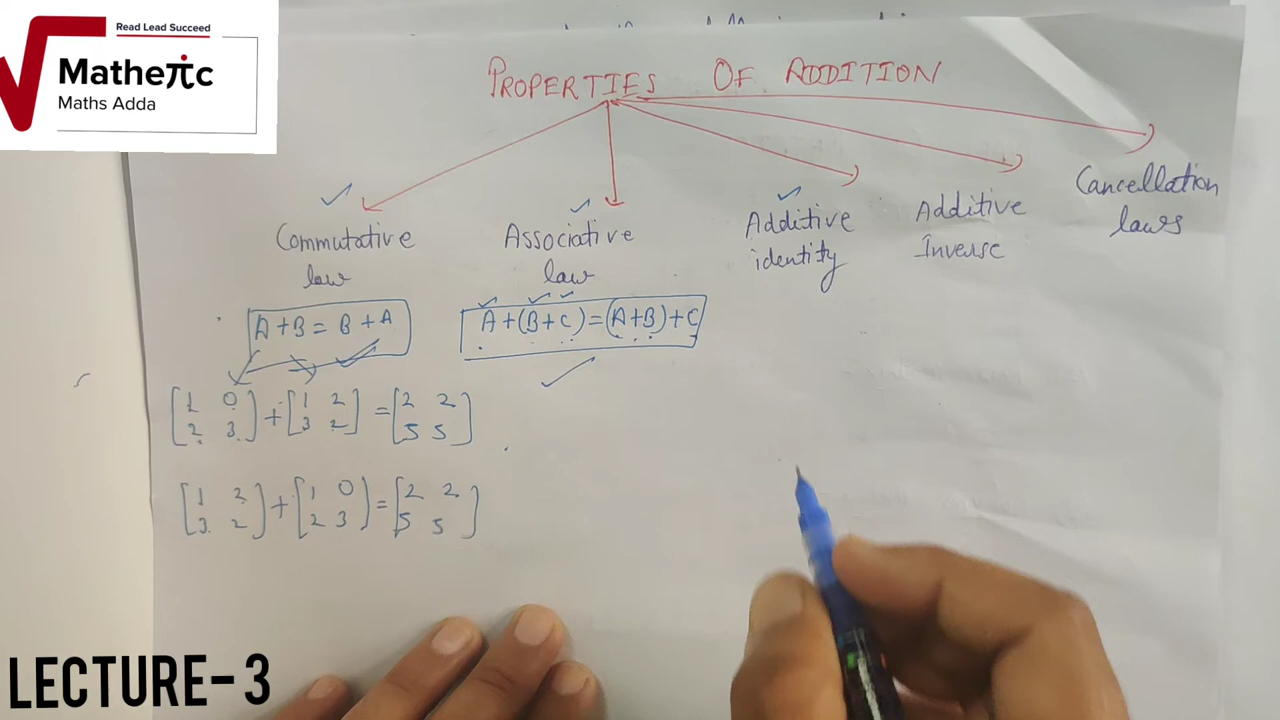 Read Lead Succeed
Matheπc
Maths Adda
PROPERTIES OF ADDITION
Commutative
law
Associative
law
Additive
identity
Additive
Inverse
Cancellation
laws
A+B = B+A
A+(B+C)=(A+B)+C
[1 0
2 3] + [1 2
3 2] = [2 2
5 5]
[1 2
3 2] + [1 0
2 3] = [2 2
5 5]
LECTURE- 3